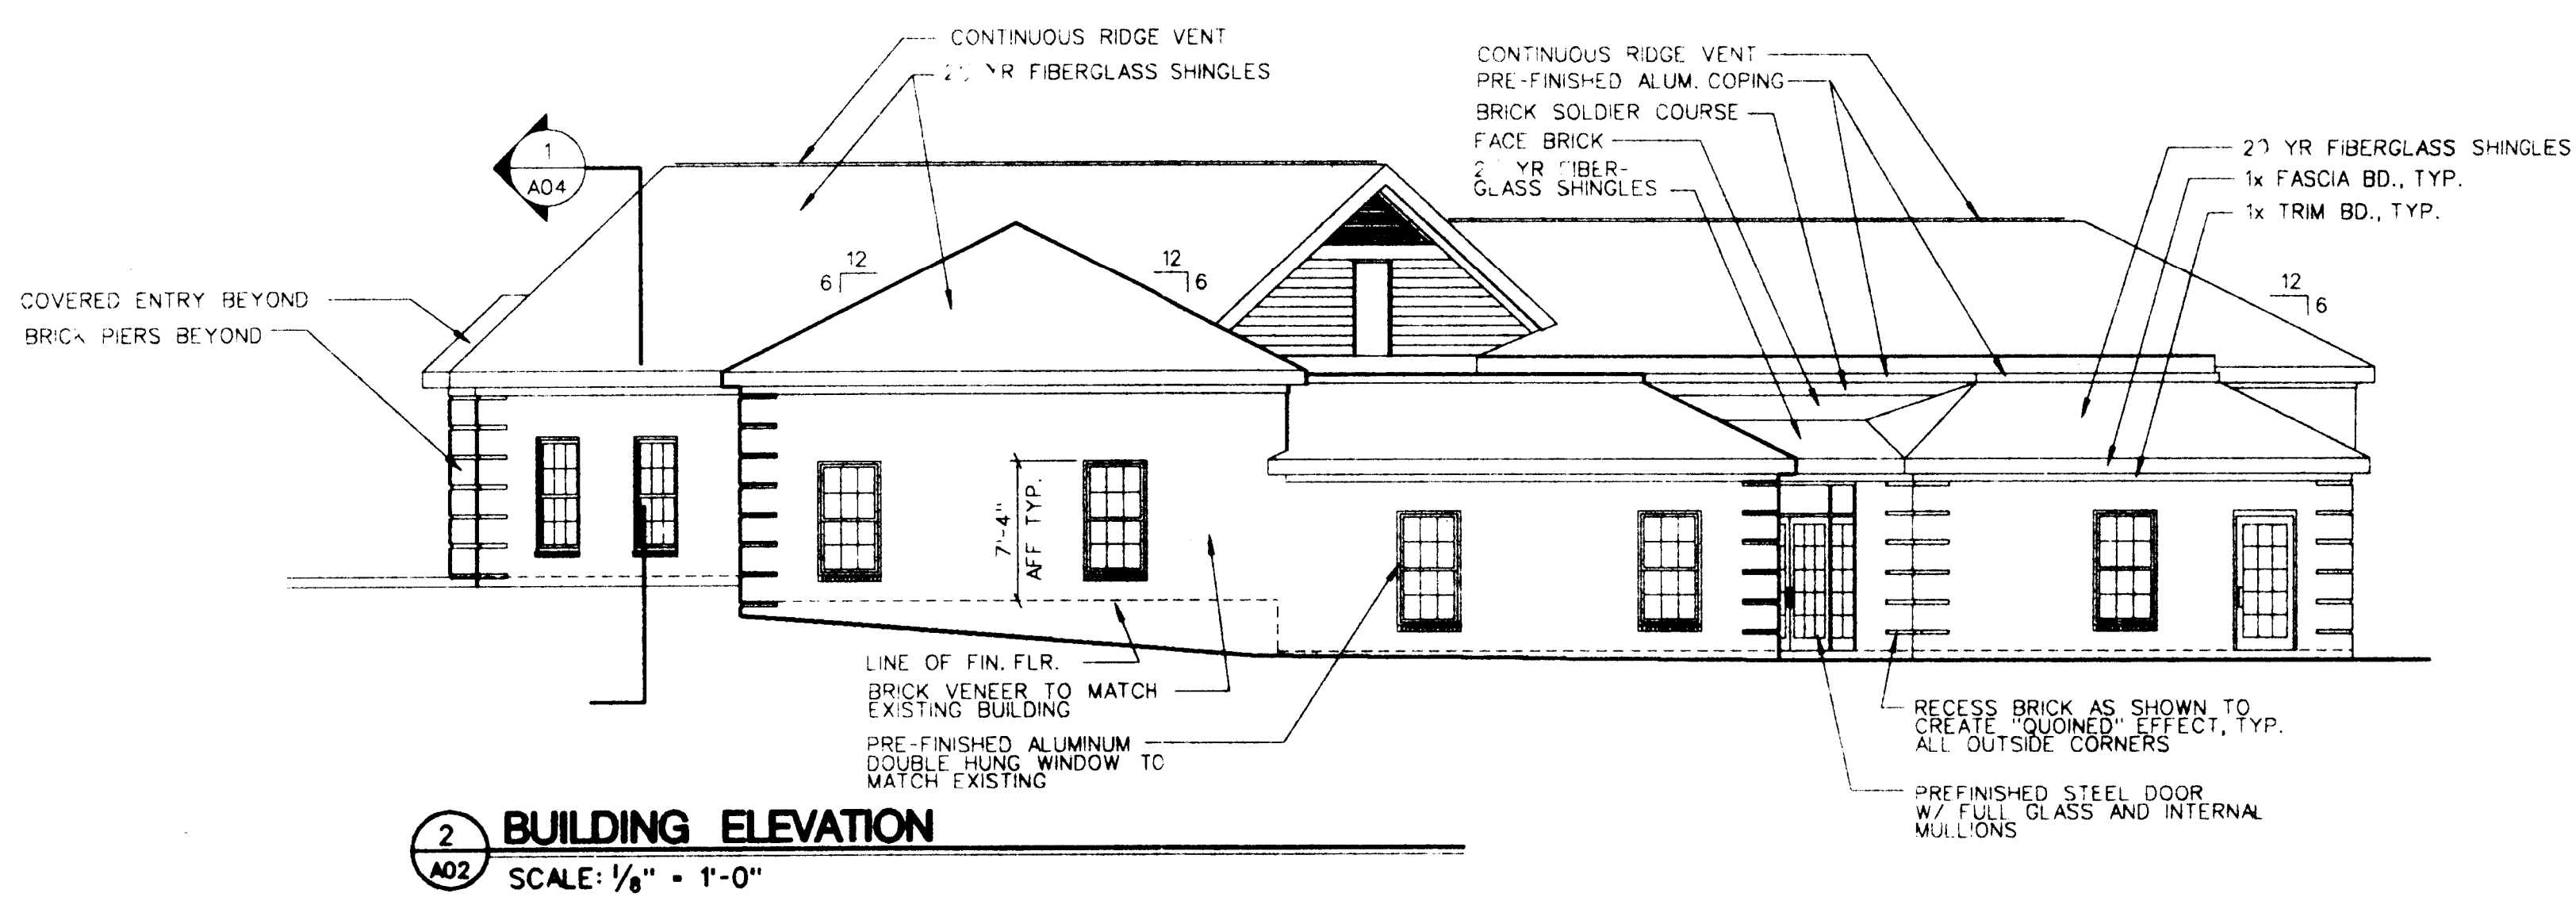 CONTINUOUS RIDGE VENT
YR FIBERGLASS SHINGLES
CONTINUOUS RIDGE VENT
PRE-FINISHED ALUM. COPING
BRICK SOLDIER COURSE
FACE BRICK
YR FIBER-
GLASS SHINGLES
20 YR FIBERGLASS SHINGLES
1x FASCIA BD., TYP.
1x TRIM BD., TYP.
1
A04
12
6
12
6
12
6
COVERED ENTRY BEYOND
BRICK PIERS BEYOND
7'-4"
AFF TYP.
LINE OF FIN. FLR.
BRICK VENEER TO MATCH
EXISTING BUILDING
PRE-FINISHED ALUMINUM
DOUBLE HUNG WINDOW TO
MATCH EXISTING
RECESS BRICK AS SHOWN TO
CREATE "QUOINED" EFFECT, TYP.
ALL OUTSIDE CORNERS
PREFINISHED STEEL DOOR
W/ FULL GLASS AND INTERNAL
MULLIONS
2
A02
BUILDING ELEVATION
SCALE: 1/8" = 1'-0"